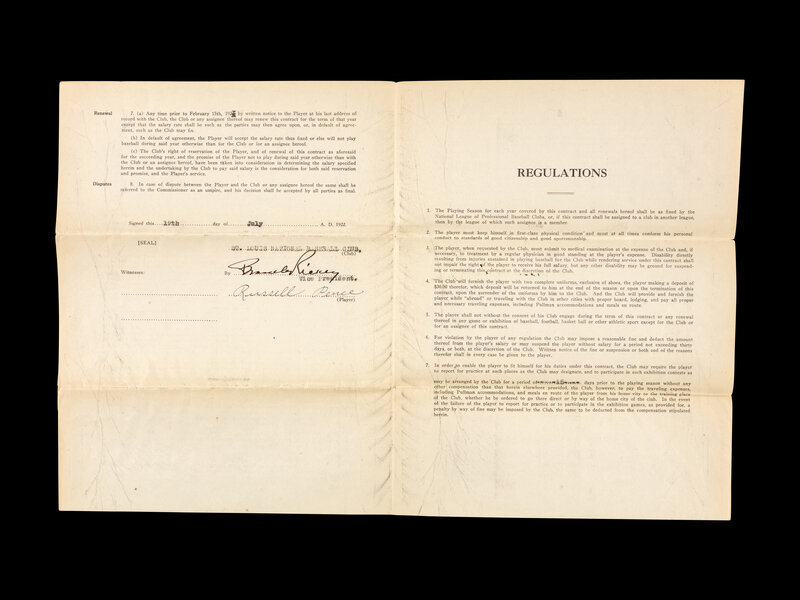 Renewal 7. (a) Any time prior to February 15th, 192 by written notice to the Player at his last address of
record with the Club, the Club or any assignee thereof may renew this contract for the term of that year
except that the salary rate shall be such as the parties may then agree upon, or, in default of agree-
ment, such as the Club may fix.
(b) In default of agreement, the Player will accept the salary rate thus fixed or else will not play
baseball during said year otherwise than for the Club or for an assignee hereof.
(c) The Club's right of reservation of the Player, and of renewal of this contract as aforesaid
for the succeeding year, and the promise of the Player not to play during said year otherwise than with
the Club or an assignee hereof, have been taken into consideration in determining the salary specified
herein and the undertaking by the Club to pay said salary is the consideration for both said reservation
and promise, and the Player's service.
Disputes 8. In case of dispute between the Player and the Club or any assignee hereof the same shall be
referred to the Commissioner as an umpire, and his decision shall be accepted by all parties as final.
Signed this 19th day of July A. D. 1922.
[SEAL]
ST. LOUIS NATIONAL BASEBALL CLUB,
(Club)
Witnesses:
By Branch Rickey
Vice President.
Russell Pence
(Player)
REGULATIONS
1. The Playing Season for each year covered by this contract and all renewals hereof shall be as fixed by the
National League of Professional Baseball Clubs, or, if this contract shall be assigned to a club in another league,
then by the league of which such assignee is a member.
2. The player must keep himself in first-class physical condition and must at all times conform his personal
conduct to standards of good citizenship and good sportsmanship.
3. The player, when requested by the Club, must submit to medical examination at the expense of the Club and, if
necessary, to treatment by a regular physician in good standing at the player's expense. Disability directly
resulting from injuries sustained in playing baseball for the Club while rendering service under this contract shall
not impair the right of the player to receive his full salary, but any other disability may be ground for suspend-
ing or terminating this contract at the discretion of the Club.
4. The Club will furnish the player with two complete uniforms, exclusive of shoes, the player making a deposit of
$30.00 therefor, which deposit will be returned to him at the end of the season or upon the termination of this
contract, upon the surrender of the uniforms by him to the Club. And the Club will provide and furnish the
player while "abroad" or traveling with the Club in other cities with proper board, lodging, and pay all proper
and necessary traveling expenses, including Pullman accommodations and meals en route.
5. The player shall not without the consent of his Club engage during the term of this contract or any renewal
thereof in any game or exhibition of baseball, football, basket ball or other athletic sport except for the Club or
for an assignee of this contract.
6. For violation by the player of any regulation the Club may impose a reasonable fine and deduct the amount
thereof from the player's salary or may suspend the player without salary for a period not exceeding thirty
days, or both, at the discretion of the Club. Written notice of the fine or suspension or both end of the reasons
therefor shall in every case be given to the player.
7. In order to enable the player to fit himself for his duties under this contract, the Club may require the player
to report for practice at such places as the Club may designate, and to participate in such exhibition contests as
may be arranged by the Club for a period of days prior to the playing season without any
other compensation than that herein elsewhere provided, the Club, however, to pay the traveling expenses,
including Pullman accommodations, and meals en route of the player from his home city to the training place
of the Club, whether he be ordered to go there direct or by way of the home city of the club. In the event
of the failure of the player to report for practice or to participate in the exhibition games, as provided for, a
penalty by way of fine may be imposed by the Club, the same to be deducted from the compensation stipulated
herein.